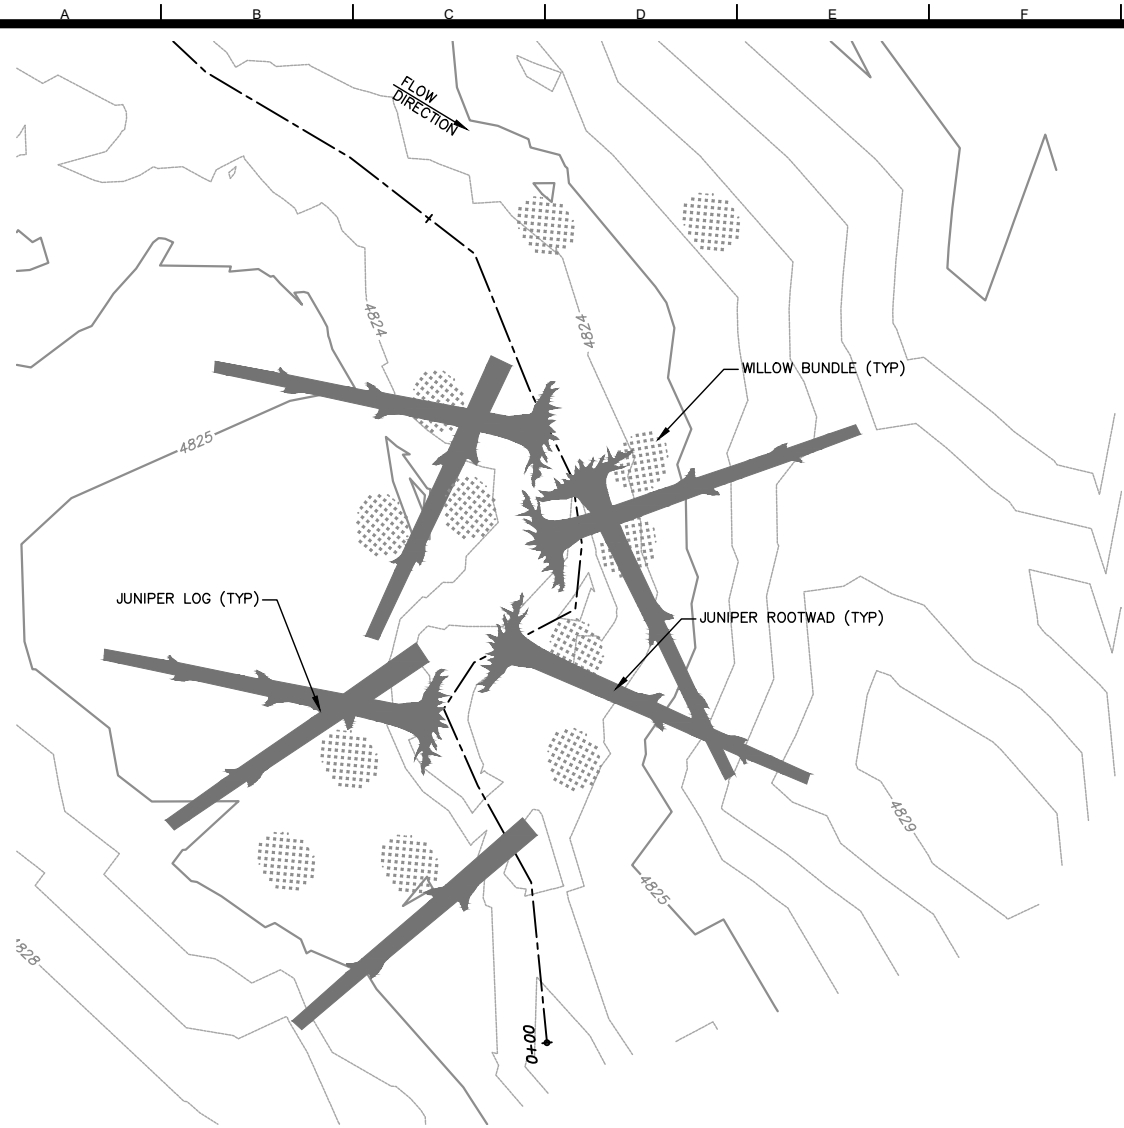 A B C D E F
FLOW
DIRECTION
4824
4824
WILLOW BUNDLE (TYP)
4825
JUNIPER LOG (TYP)
JUNIPER ROOTWAD (TYP)
4829
4825
4828
0+00